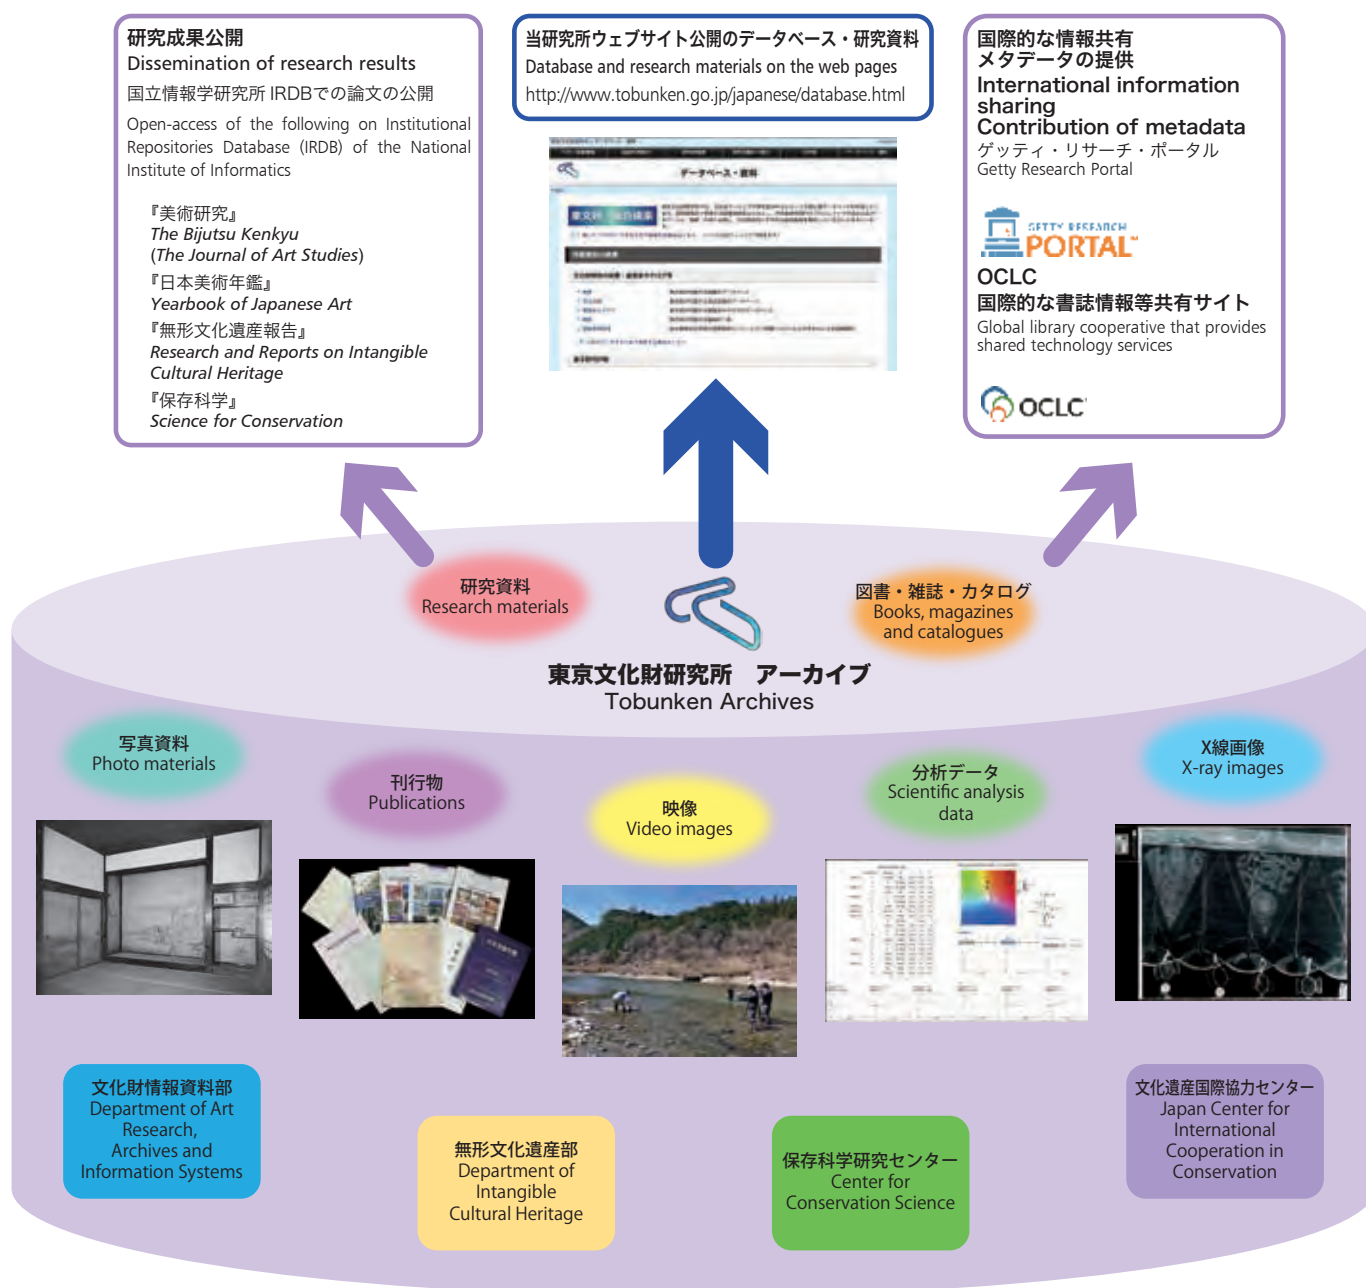 研究成果公開
Dissemination of research results
国立情報学研究所 IRDBでの論文の公開
Open-access of the following on Institutional
Repositories Database (IRDB) of the National
Institute of Informatics
『美術研究』
The Bijutsu Kenkyu
(The Journal of Art Studies)
『日本美術年鑑』
Yearbook of Japanese Art
『無形文化遺産報告』
Research and Reports on Intangible
Cultural Heritage
『保存科学』
Science for Conservation
当研究所ウェブサイト公開のデータベース・研究資料
Database and research materials on the web pages
http://www.tobunken.go.jp/japanese/database.html
データベース・資料
国際的な情報共有
メタデータの提供
International information
sharing
Contribution of metadata
ゲッティ・リサーチ・ポータル
Getty Research Portal
GETTY RESEARCH
PORTAL
OCLC
国際的な書誌情報等共有サイト
Global library cooperative that provides
shared technology services
OCLC
研究資料
Research materials
図書・雑誌・カタログ
Books, magazines
and catalogues
東京文化財研究所 アーカイブ
Tobunken Archives
写真資料
Photo materials
刊行物
Publications
映像
Video images
分析データ
Scientific analysis
data
X線画像
X-ray images
文化財情報資料部
Department of Art
Research,
Archives and
Information Systems
無形文化遺産部
Department of
Intangible
Cultural Heritage
保存科学研究センター
Center for
Conservation Science
文化遺産国際協力センター
Japan Center for
International
Cooperation in
Conservation